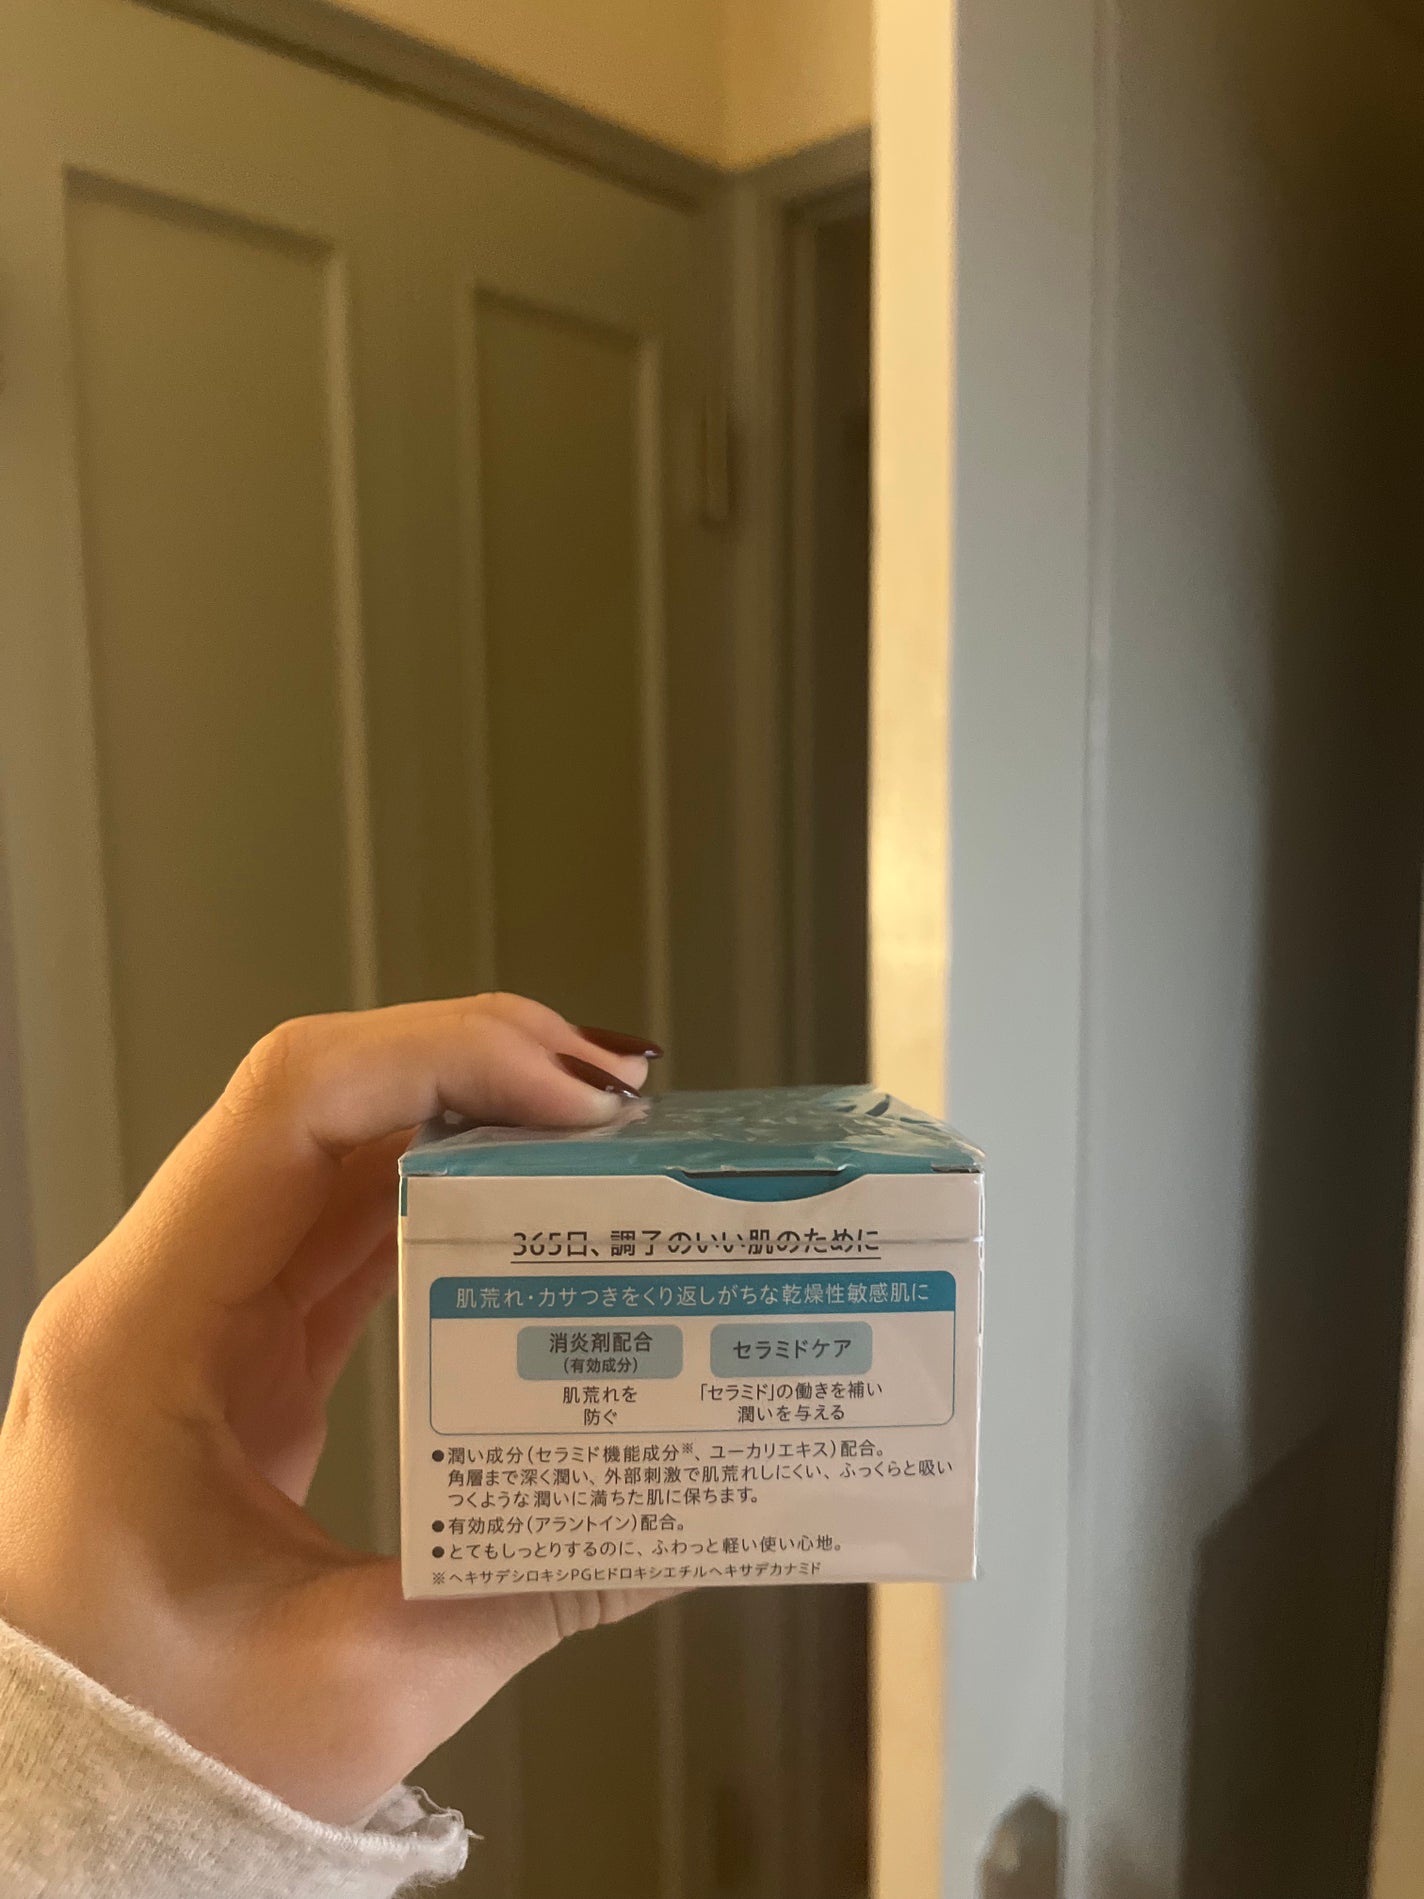 365日、調子のいい肌のために
肌荒れ・カサつきをくり返しがちな乾燥性敏感肌に
消炎剤配合
(有効成分)
肌荒れを
防ぐ
セラミドケア
「セラミド」の働きを補い
潤いを与える
●潤い成分(セラミド機能成分※、ユーカリエキス)配合。
角層まで深く潤い、外部刺激で肌荒れしにくい、ふっくらと吸い
つくような潤いに満ちた肌に保ちます。
●有効成分(アラントイン)配合。
●とてもしっとりするのに、ふわっと軽い使い心地。
※ヘキサデシロキシPGヒドロキシエチルヘキサデカナミド